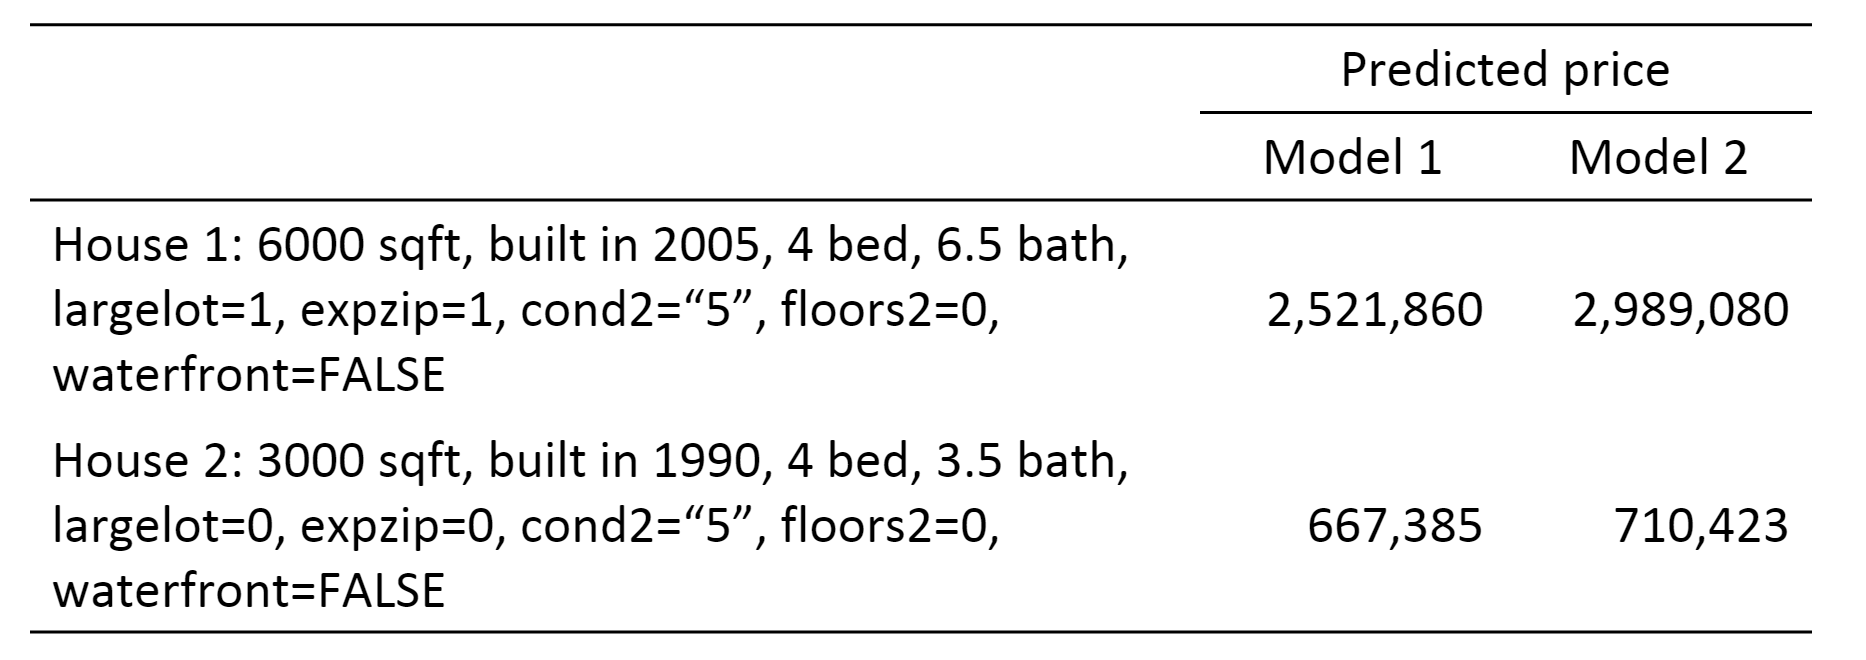 Predicted price
Model 1 Model 2
House 1: 6000 sqft, built in 2005, 4 bed, 6.5 bath,
largelot=1, expzip=1, cond2=“5”, floors2=0, 2,521,860 2,989,080
waterfront=FALSE
House 2: 3000 sqft, built in 1990, 4 bed, 3.5 bath,
largelot=0, expzip=0, cond2=“5”, floors2=0, 667,385 710,423
waterfront=FALSE